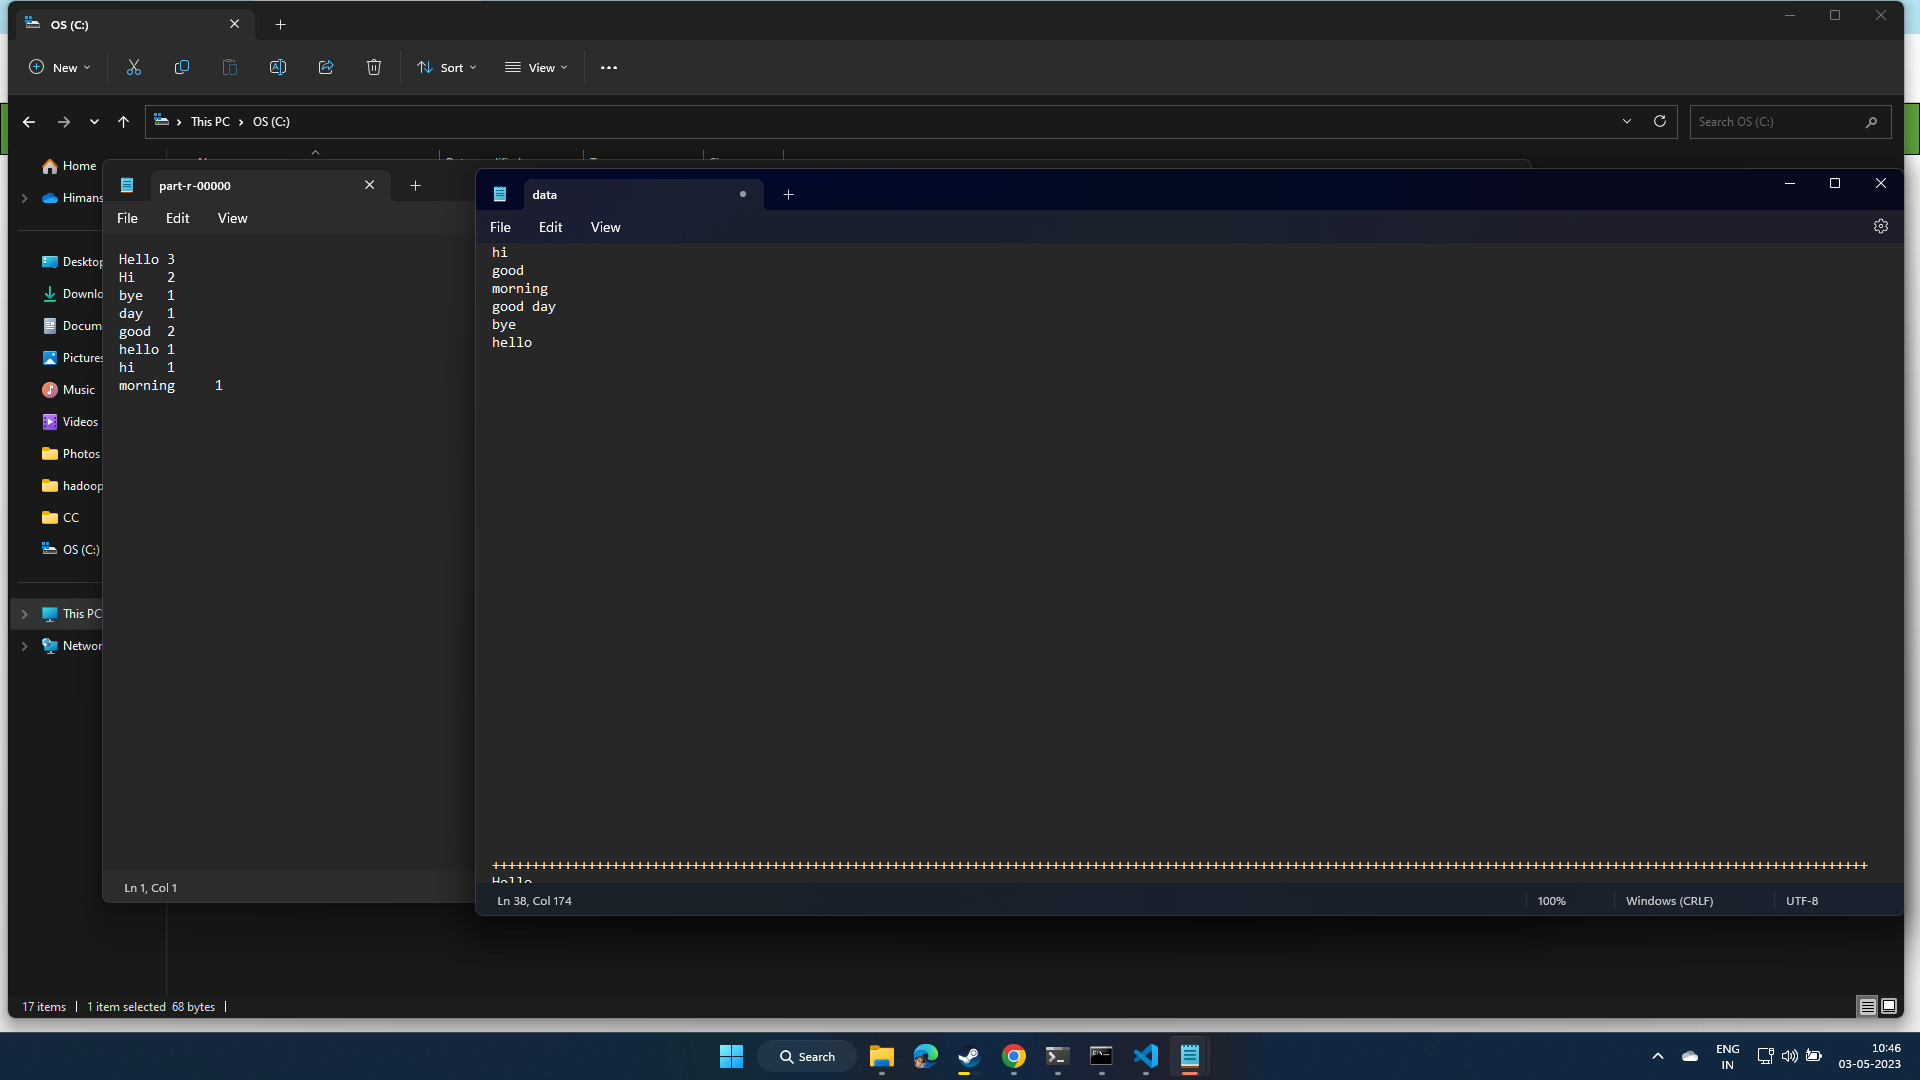 OS (C:)
New
Sort
View
This PC
OS (C:)
Search OS (C:)
Home
Himans
Desktop
Downlo
Docum
Pictures
Music
Videos
Photos
hadoop
CC
OS (C:)
This PC
Networ
part-r-00000
File Edit View
Hello 3
Hi 2
bye 1
day 1
good 2
hello 1
hi 1
morning 1
Ln 1, Col 1
data
File Edit View
hi
good
morning
good day
bye
hello
Hello
Ln 38, Col 174
100%
Windows (CRLF)
UTF-8
17 items
1 item selected 68 bytes
Search
ENG
IN
10:46
03-05-2023